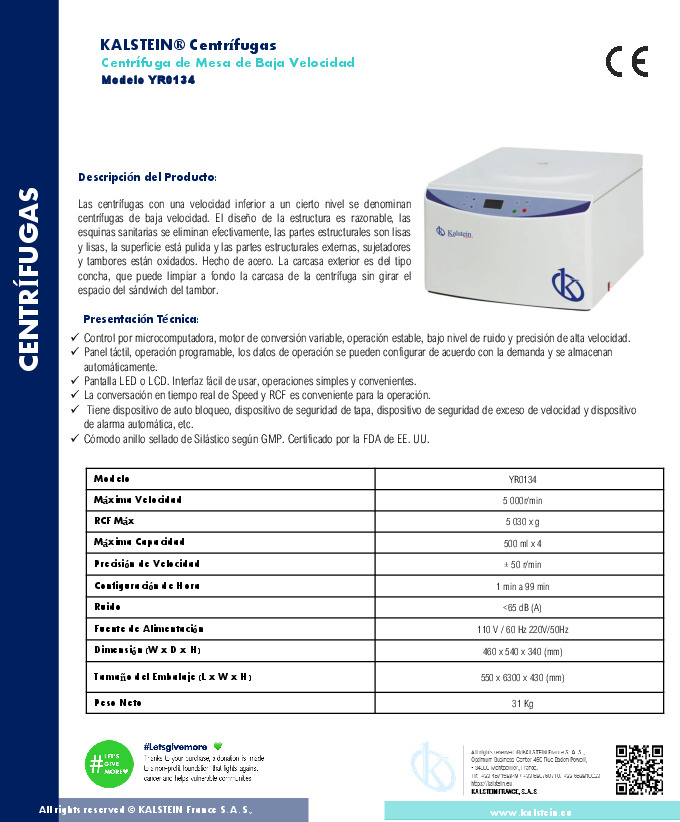 KALSTEIN® Centrífugas
Centrífuga de Mesa de Baja Velocidad
Modelo YR0134
CE
CENTRÍFUGAS
Descripción del Producto:
Las centrífugas con una velocidad inferior a un cierto nivel se denominan
centrífugas de baja velocidad. El diseño de la estructura es razonable, las
esquinas sanitarias se eliminan efectivamente, las partes estructurales son lisas
y lisas, la superficie está pulida y las partes estructurales externas, sujetadores
y tambores están oxidados. Hecho de acero. La carcasa exterior es del tipo
concha, que puede limpiar a fondo la carcasa de la centrífuga sin girar el
espacio del sándwich del tambor.
Kalstein
Presentación Técnica:
✓ Control por microcomputadora, motor de conversión variable, operación estable, bajo nivel de ruido y precisión de alta velocidad.
✓ Panel táctil, operación programable, los datos de operación se pueden configurar de acuerdo con la demanda y se almacenan
automáticamente.
✓ Pantalla LED o LCD. Interfaz fácil de usar, operaciones simples y convenientes.
✓ La conversación en tiempo real de Speed y RCF es conveniente para la operación.
✓ Tiene dispositivo de auto bloqueo, dispositivo de seguridad de tapa, dispositivo de seguridad de exceso de velocidad y dispositivo
de alarma automática, etc.
✓ Cómodo anillo sellado de Silástico según GMP. Certificado por la FDA de EE. UU.
Modelo YR0134
Máxima Velocidad 5 000r/min
RCF Máx 5 030 x g
Máxima Capacidad 500 ml x 4
Precisión de Velocidad ± 50 r/min
Configuración de Hora 1 min a 99 min
Ruido <65 dB (A)
Fuente de Alimentación 110 V / 60 Hz 220V/50Hz
Dimensión (W x D x H) 460 x 540 x 340 (mm)
Tamaño del Embalaje (L x W x H) 550 x 6300 x 430 (mm)
Peso Neto 31 Kg
# LET'S GIVE MORE
#Letsgivemore
Thanks to your purchase, a donation is made
to a non-profit foundation that fights against
cancer and helps vulnerable communities
All rights reserved © KALSTEIN France S. A. S.,
Optimum Business Center 450 Rue Baden Powell,
34000 Montpellier, France.
https://kalstein.eu
KALSTEIN FRANCE, S.A.S
All rights reserved © KALSTEIN France S. A. S.,
www.kalstein.eu